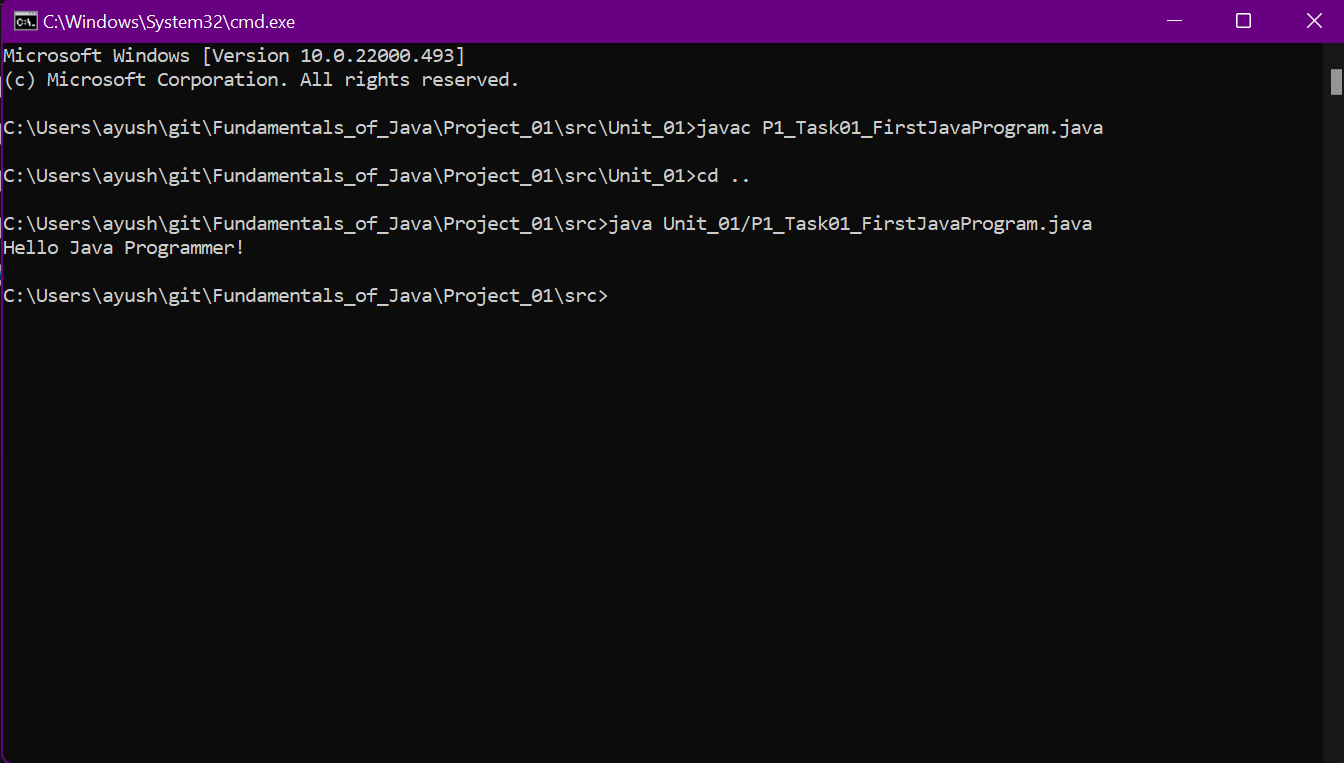 C:\Windows\System32\cmd.exe
Microsoft Windows [Version 10.0.22000.493]
(c) Microsoft Corporation. All rights reserved.
C:\Users\ayush\git\Fundamentals_of_Java\Project_01\src\Unit_01>javac P1_Task01_FirstJavaProgram.java
C:\Users\ayush\git\Fundamentals_of_Java\Project_01\src\Unit_01>cd ..
C:\Users\ayush\git\Fundamentals_of_Java\Project_01\src>java Unit_01/P1_Task01_FirstJavaProgram.java
Hello Java Programmer!
C:\Users\ayush\git\Fundamentals_of_Java\Project_01\src>